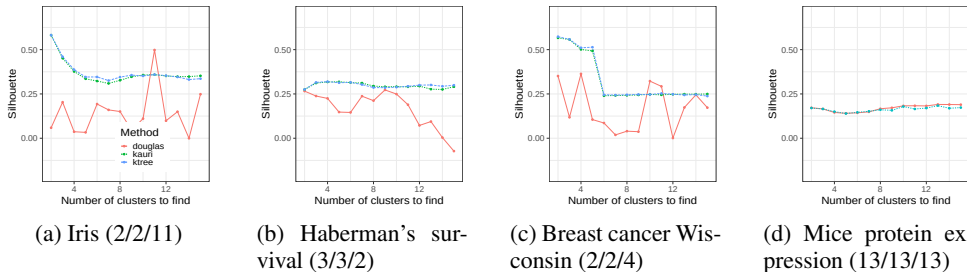 0.50
0.25
0.00
Silhouette
4
8
12
Number of clusters to find
Method
douglas
kauri
ktree
(a) Iris (2/2/11)
0.50
0.25
0.00
Silhouette
4
8
12
Number of clusters to find
(b) Haberman's sur-
vival (3/3/2)
0.50
0.25
0.00
Silhouette
4
8
12
Number of clusters to find
(c) Breast cancer Wis-
consin (2/2/4)
0.50
0.25
0.00
Silhouette
4
8
12
Number of clusters to find
(d) Mice protein ex
pression (13/13/13)